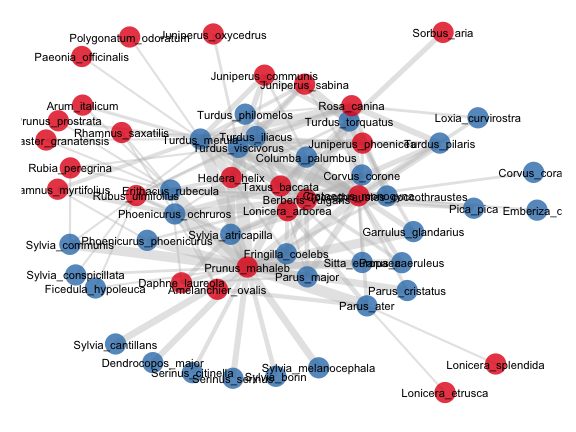 Sorbus_aria
Polygonatum_odoratum
Juniperus_oxycedrus
Paeonia_officinalis
Juniperus_communis
Juniperus_sabina
Arum_italicum
Rosa_canina
Turdus_philomelos
Loxia_curvirostra
runus_prostrata
Turdus_torquatus
Rhamnus_saxatilis
Turdus_iliacus
aster_granatensis
Turdus_merula
Juniperus_phoenicea
Turdus_pilaris
Turdus_viscivorus
Columba_palumbus
Rubia_peregrina
Corvus_corone
Corvus_cora
Hedera_helix
Taxus_baccata
amnus_myrtifolius
Erithacus_rubecula
Rubus_ulmifolius
Berberis_vulgaris
Pica_pica
Emberiza_c
Lonicera_arborea
Phoenicurus_ochruros
Garrulus_glandarius
Sylvia_atricapilla
Phoenicurus_phoenicurus
Sylvia_communis
Fringilla_coelebs
Prunus_mahaleb
Sylvia_conspicillata
Parus_major
Daphne_laureola
Ficedula_hypoleuca
Amelanchier_ovalis
Parus_cristatus
Parus_ater
Sylvia_cantillans
Dendrocopos_major
Lonicera_splendida
Sylvia_melanocephala
Serinus_citrinella
Serinus_serinus
Sylvia_borin
Lonicera_etrusca